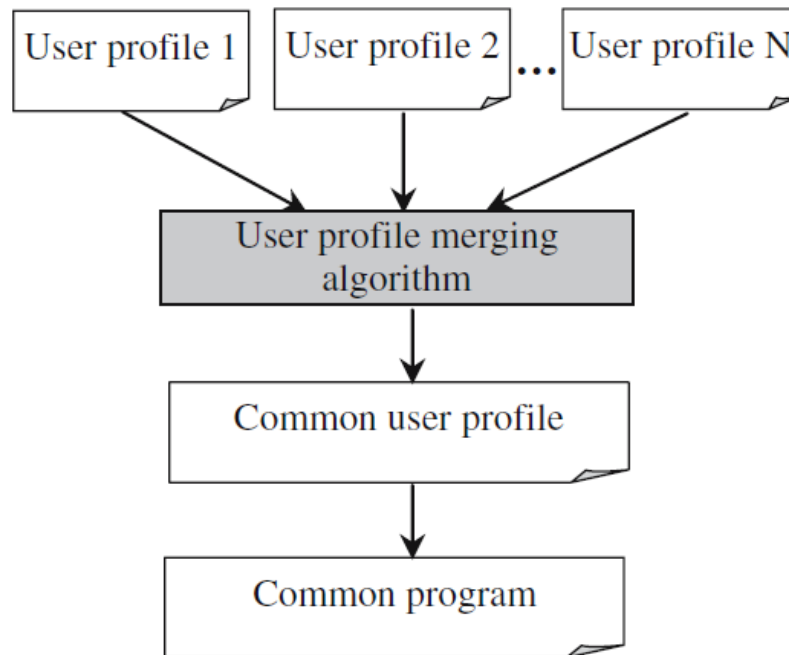 User profile 1
User profile 2
...
User profile N
User profile merging
algorithm
Common user profile
Common program